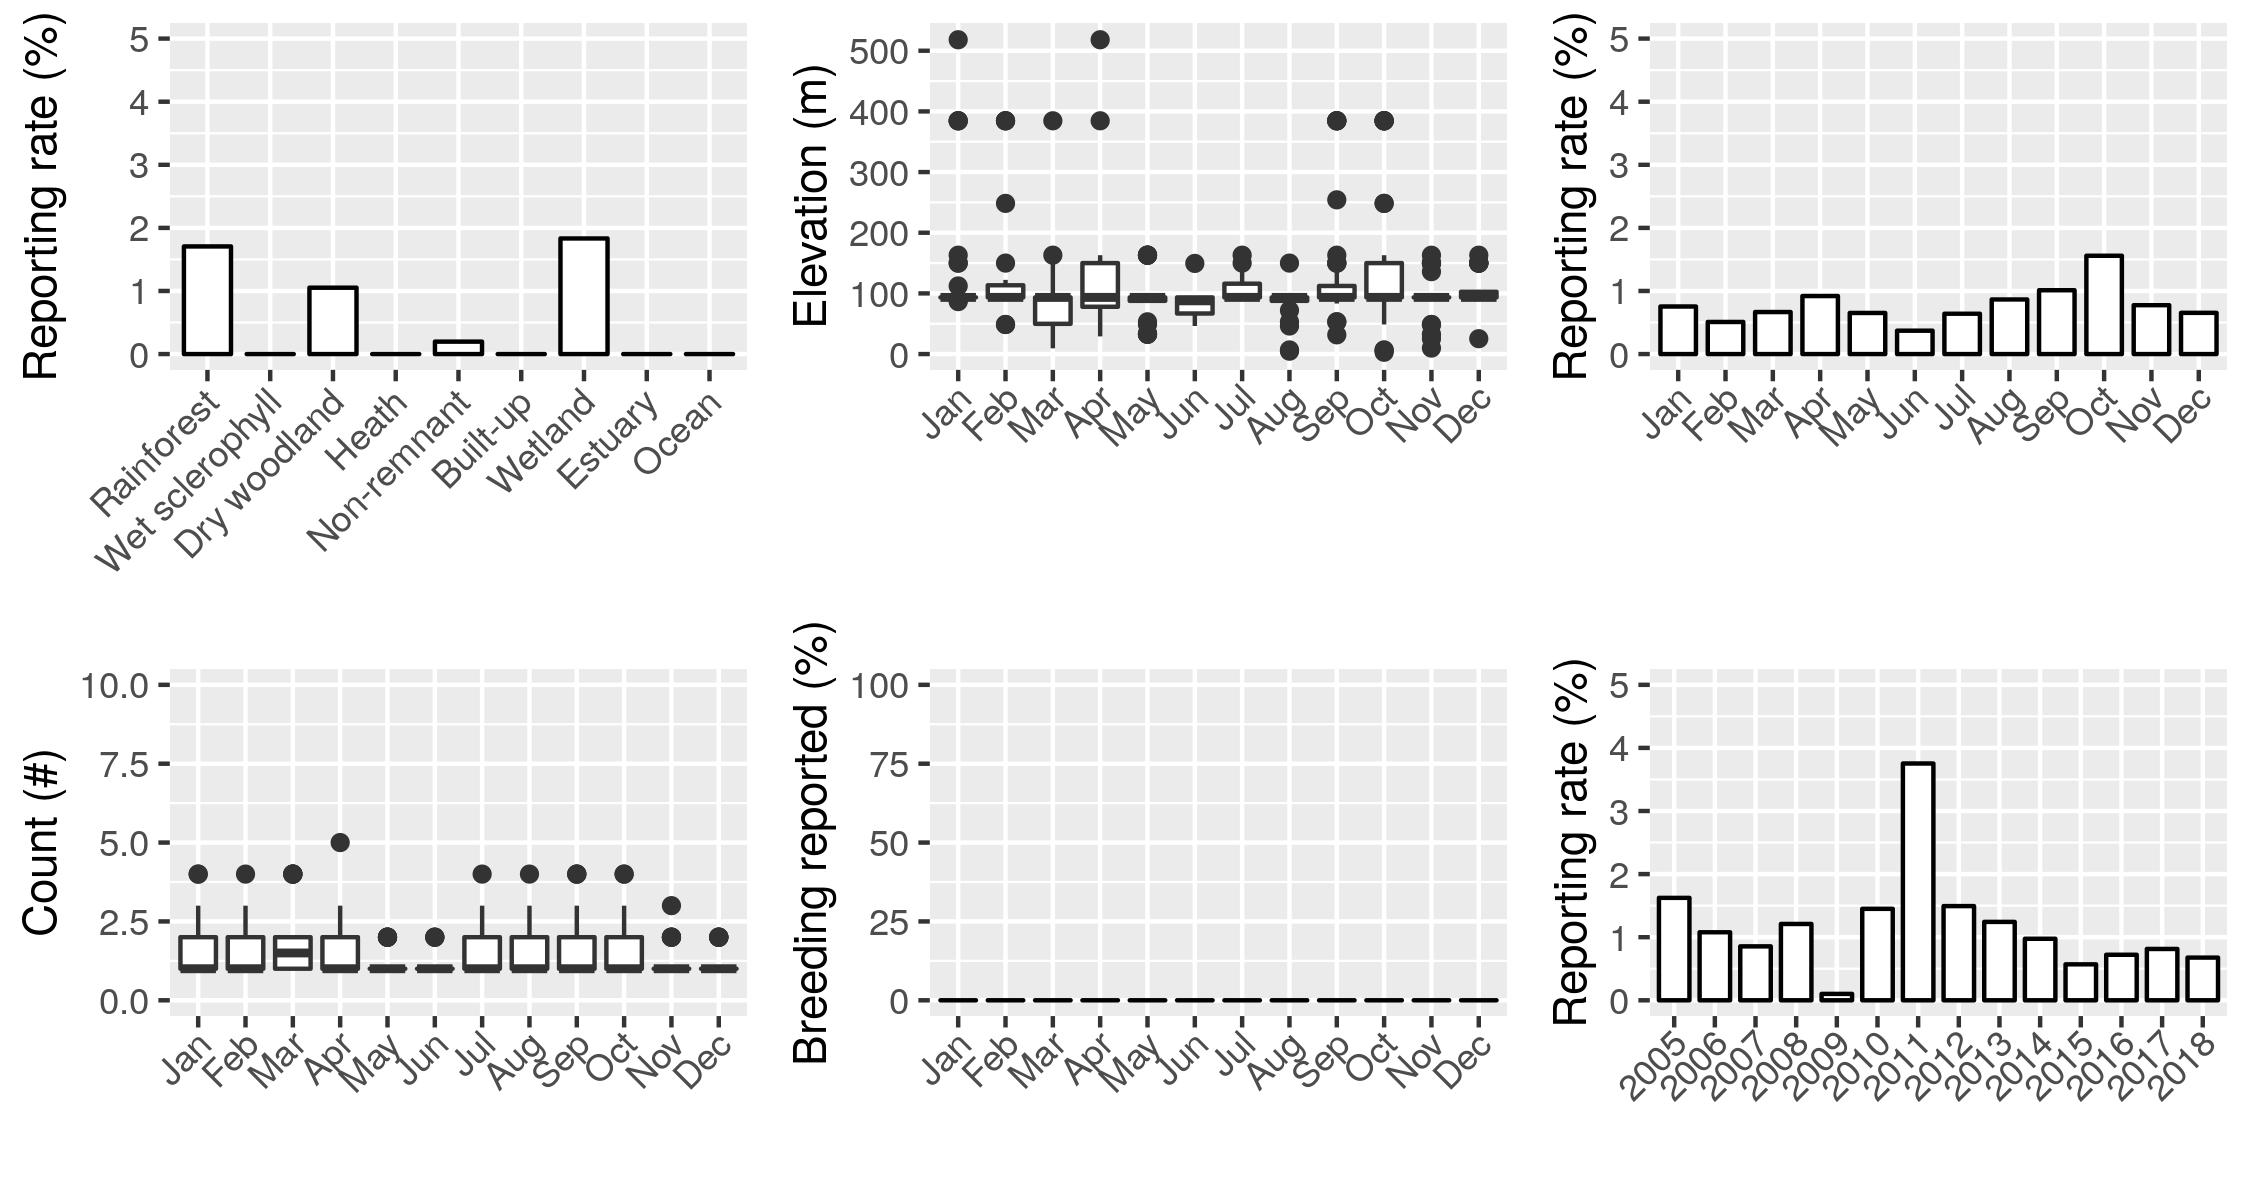 Reporting rate (%)
5
4
3
2
1
0
Rainforest
Wet sclerophyll
Dry woodland
Heath
Non-remnant
Built-up
Wetland
Estuary
Ocean
Elevation (m)
500
400
300
200
100
0
Jan
Feb
Mar
Apr
May
Jun
Jul
Aug
Sep
Oct
Nov
Dec
Reporting rate (%)
5
4
3
2
1
0
Jan
Feb
Mar
Apr
May
Jun
Jul
Aug
Sep
Oct
Nov
Dec
Count (#)
10.0
7.5
5.0
2.5
0.0
Jan
Feb
Mar
Apr
May
Jun
Jul
Aug
Sep
Oct
Nov
Dec
Breeding reported (%)
100
75
50
25
0
Jan
Feb
Mar
Apr
May
Jun
Jul
Aug
Sep
Oct
Nov
Dec
Reporting rate (%)
5
4
3
2
1
0
2005
2006
2007
2008
2009
2010
2011
2012
2013
2014
2015
2016
2017
2018